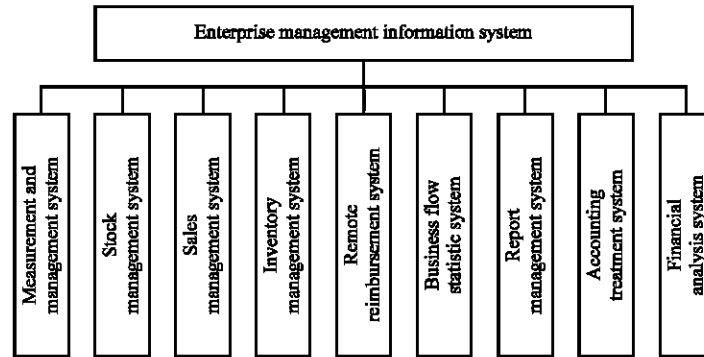 Enterprise management information system
Measurement and
management system
Stock
management system
Sales
management system
Inventory
management system
Remote
reimbursement system
Business flow
statistic system
Report
management system
Accounting
treatment system
Financial
analysis system